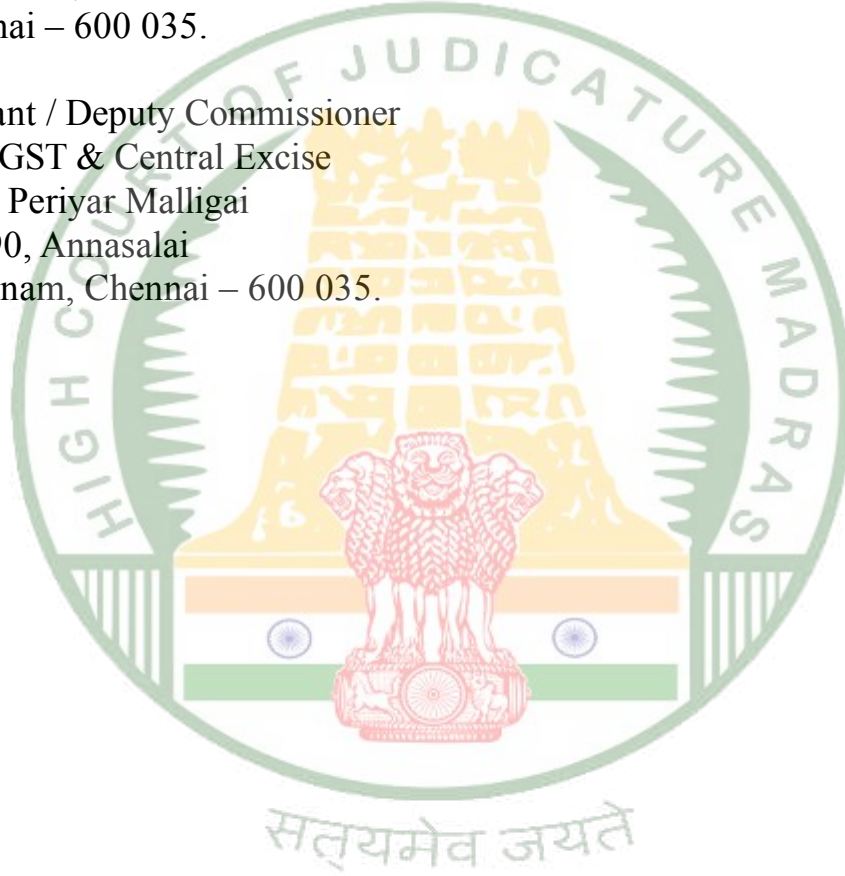 nai – 600 035.
ant / Deputy Commissioner
GST & Central Excise
Periyar Malligai
0, Annasalai
nam, Chennai – 600 035.
HIGH COURT OF JUDICATURE MADRAS
सत्यमेव जयते